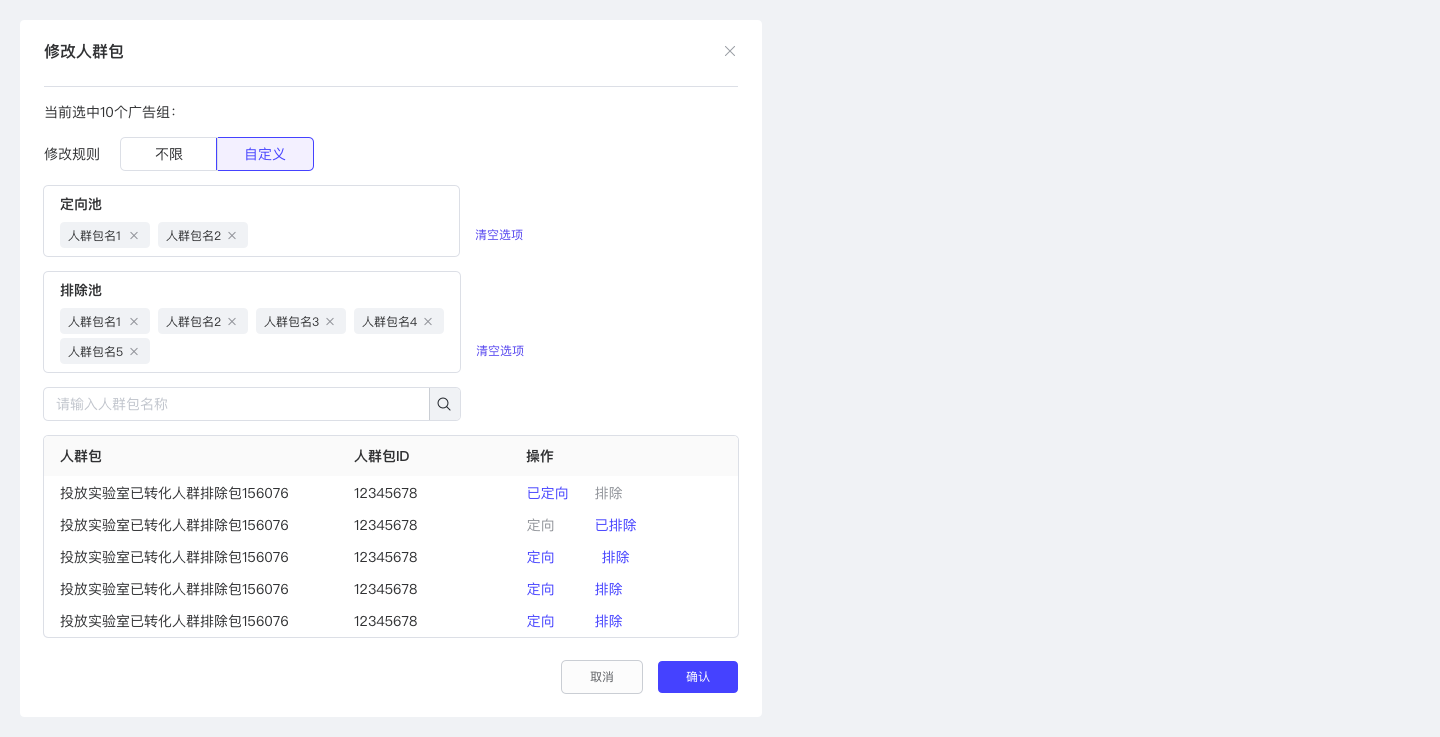 修改人群包
当前选中10个广告组：
修改规则 不限 自定义
定向池
人群包名1 人群包名2
清空选项
排除池
人群包名1 人群包名2 人群包名3 人群包名4
人群包名5
清空选项
请输入人群包名称
人群包 人群包ID 操作
投放实验室已转化人群排除包156076 12345678 已定向 排除
投放实验室已转化人群排除包156076 12345678 定向 已排除
投放实验室已转化人群排除包156076 12345678 定向 排除
投放实验室已转化人群排除包156076 12345678 定向 排除
投放实验室已转化人群排除包156076 12345678 定向 排除
取消 确认